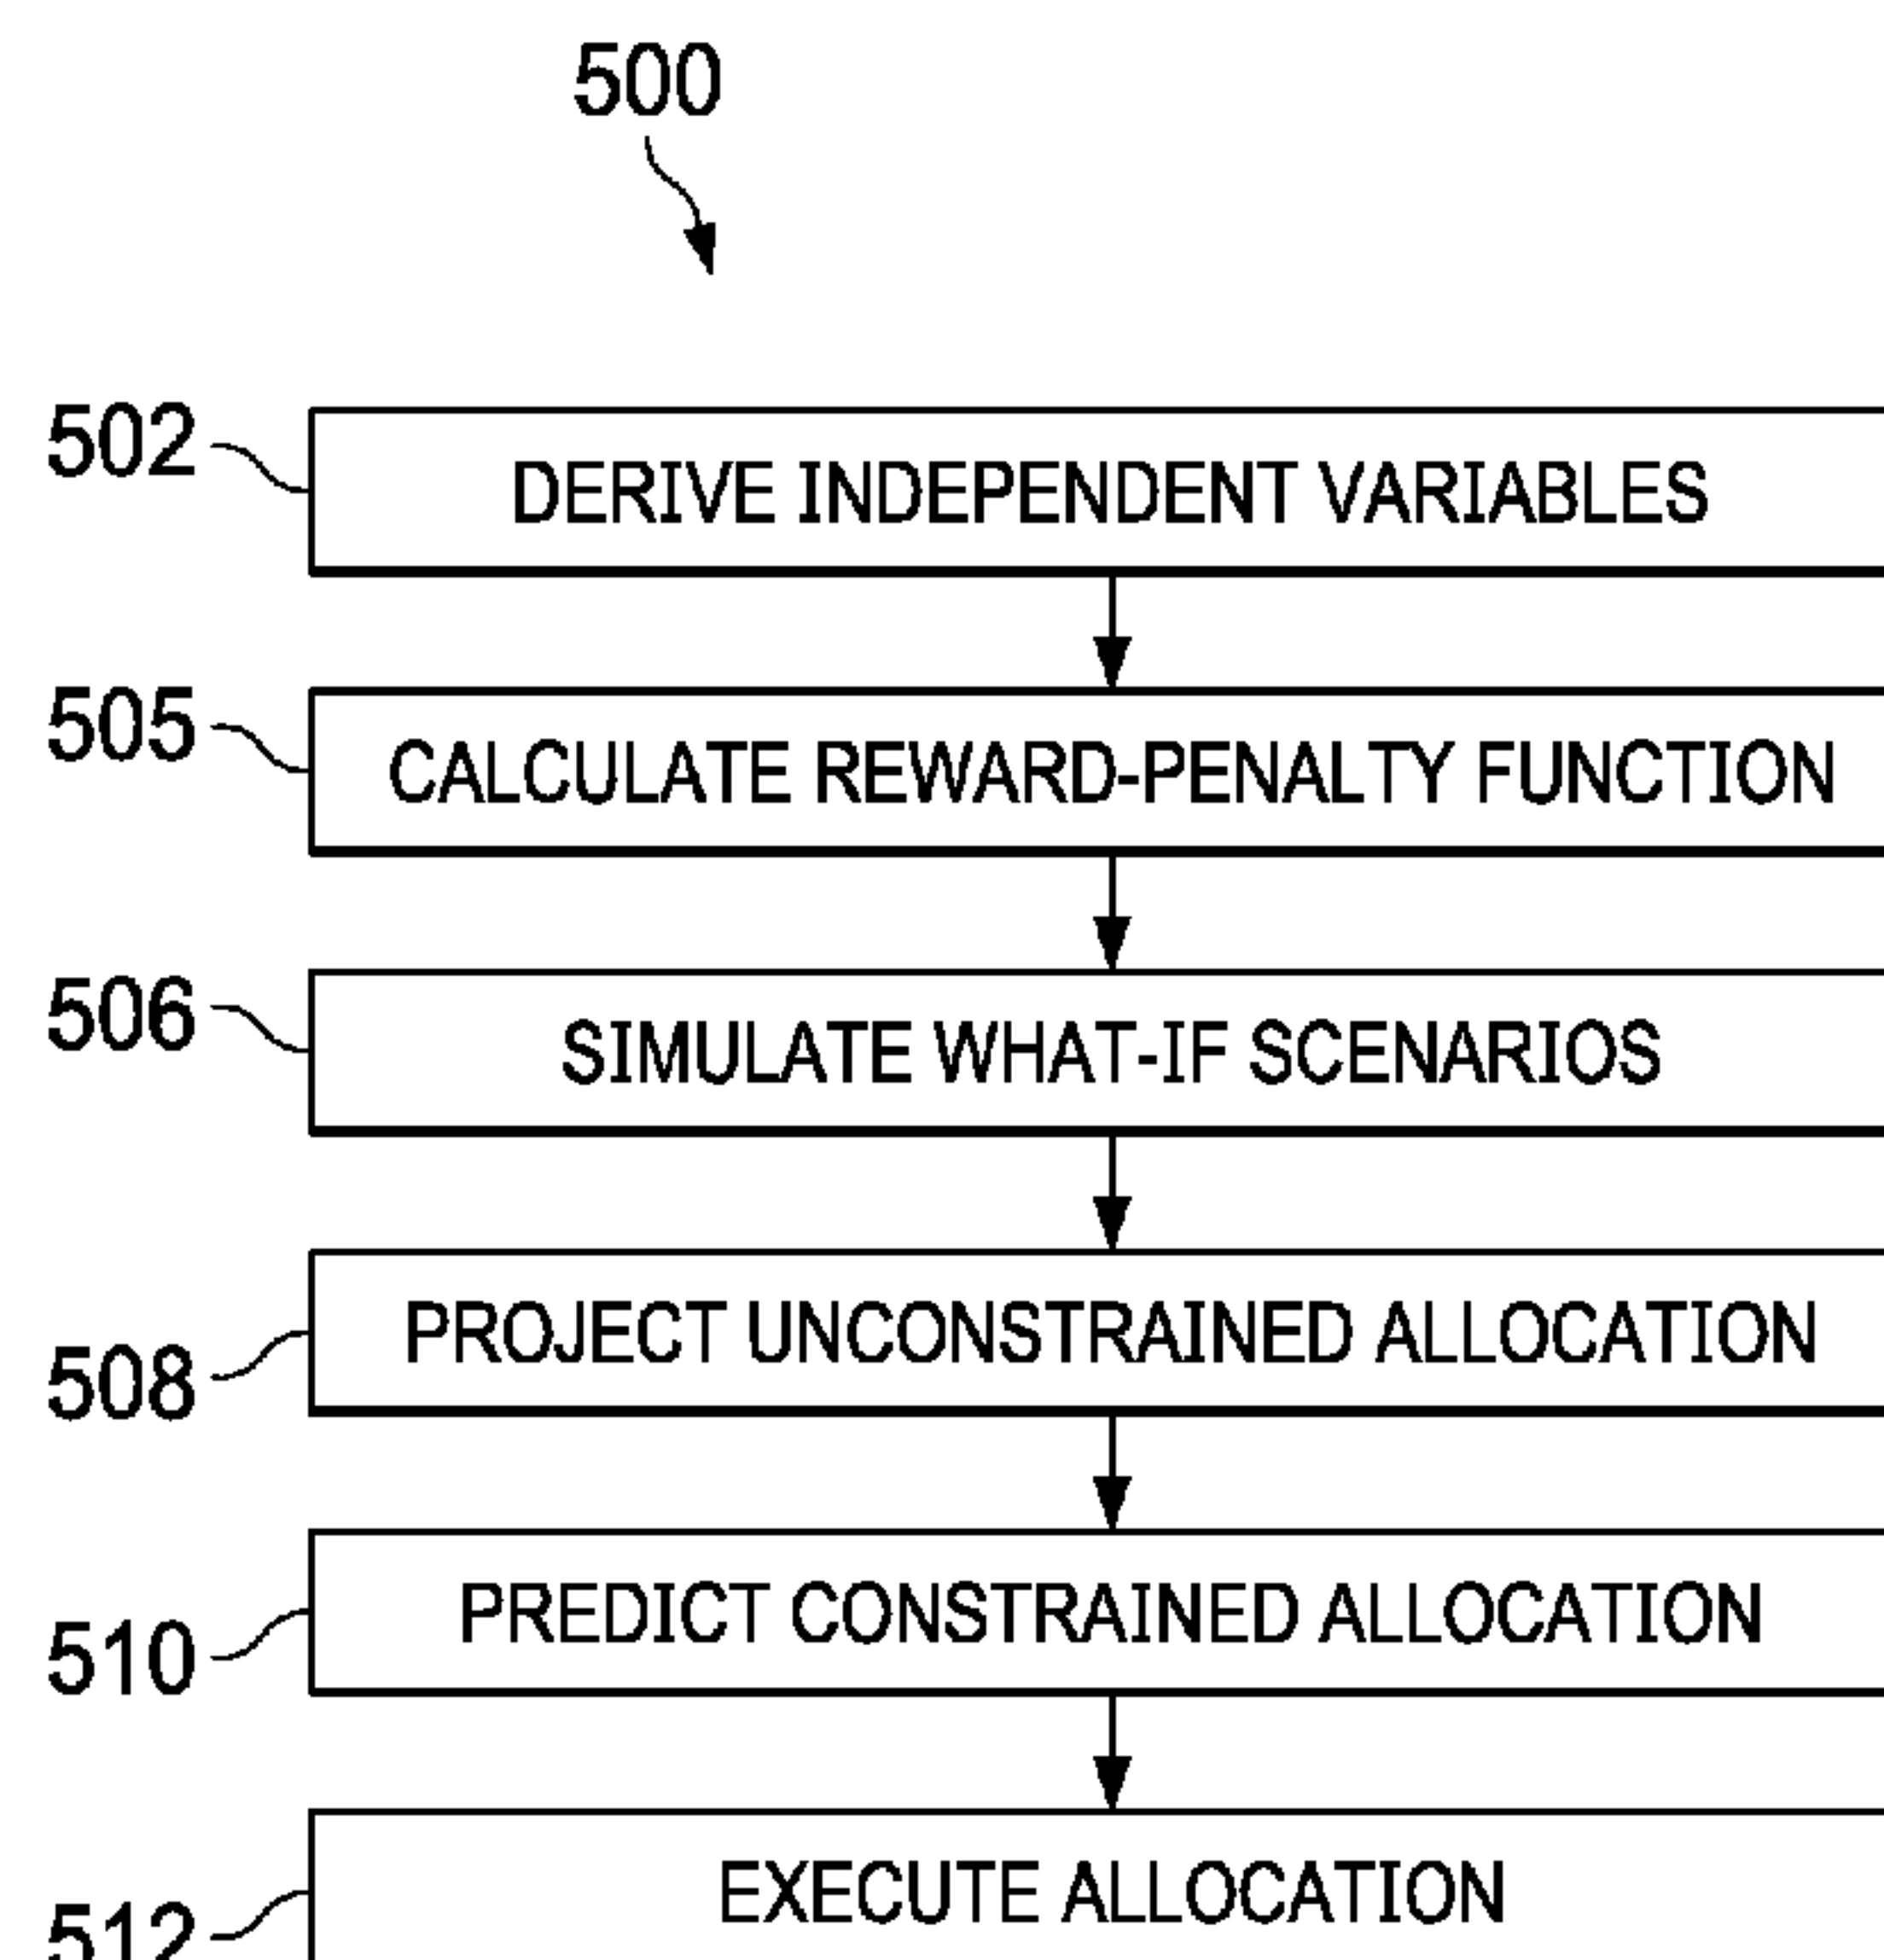 500
502
DERIVE INDEPENDENT VARIABLES
505
CALCULATE REWARD-PENALTY FUNCTION
506
SIMULATE WHAT-IF SCENARIOS
508
PROJECT UNCONSTRAINED ALLOCATION
510
PREDICT CONSTRAINED ALLOCATION
512
EXECUTE ALLOCATION